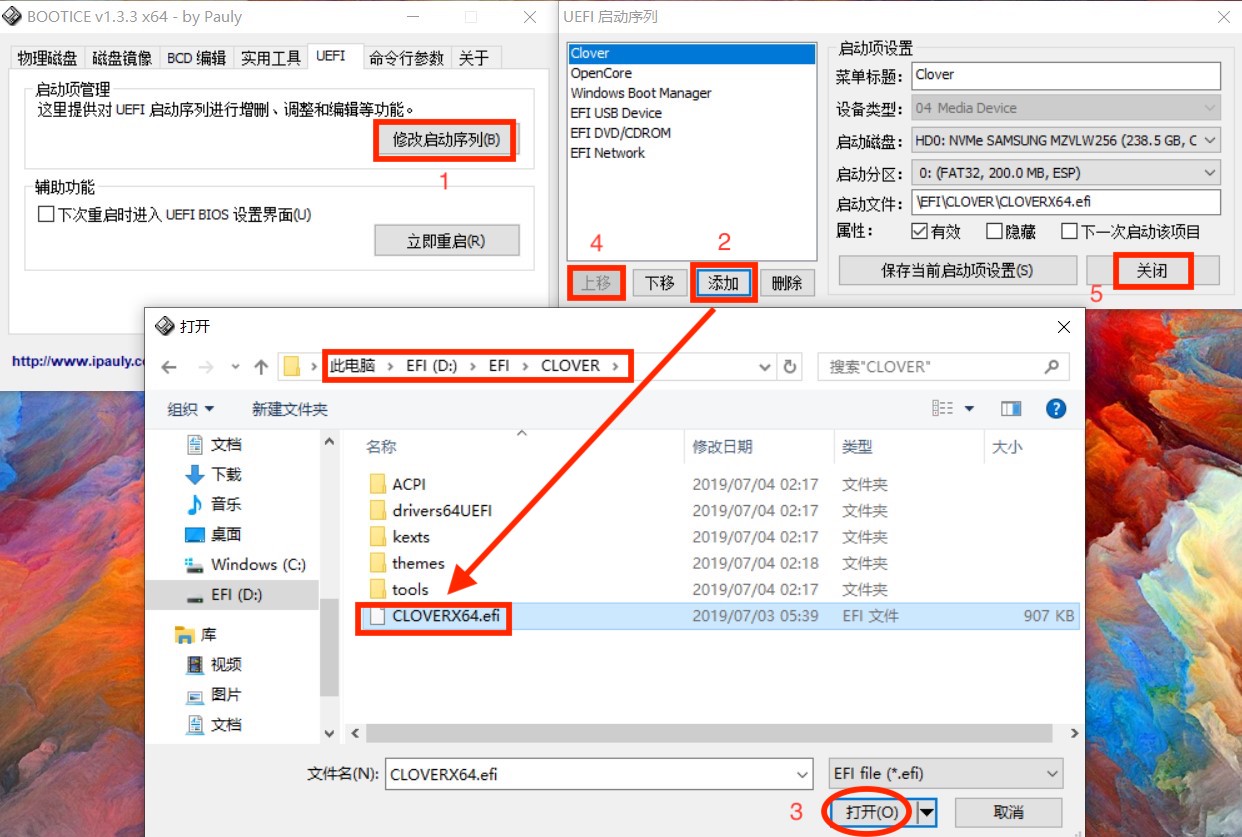 BOOTICE v1.3.3 x64 - by Pauly
物理磁盘 磁盘镜像 BCD 编辑 实用工具 UEFI 命令行参数 关于
启动项管理
这里提供对 UEFI 启动序列进行增删、调整和编辑等功能。
修改启动序列(B)
1
辅助功能
下次重启时进入 UEFI BIOS 设置界面(U)
立即重启(R)
http://www.ipauly.c
UEFI 启动序列
Clover
OpenCore
Windows Boot Manager
EFI USB Device
EFI DVD/CDROM
EFI Network
4
2
上移 下移 添加 删除
启动项设置
菜单标题: Clover
设备类型: 04 Media Device
启动磁盘: HD0: NVMe SAMSUNG MZVLW256 (238.5 GB, C
启动分区: 0: (FAT32, 200.0 MB, ESP)
启动文件: \EFI\CLOVER\CLOVERX64.efi
属性: 有效 隐藏 下一次启动该项目
保存当前启动项设置(S) 关闭
5
打开
此电脑 EFI (D:) EFI CLOVER
搜索"CLOVER"
组织 新建文件夹
文档
下载
音乐
桌面
Windows (C:)
EFI (D:)
库
视频
图片
文档
名称 修改日期 类型 大小
ACPI 2019/07/04 02:17 文件夹
drivers64UEFI 2019/07/04 02:17 文件夹
kexts 2019/07/04 02:17 文件夹
themes 2019/07/04 02:18 文件夹
tools 2019/07/04 02:17 文件夹
CLOVERX64.efi 2019/07/03 05:39 EFI 文件 907 KB
文件名(N): CLOVERX64.efi EFI file (*.efi)
3 打开(O) 取消